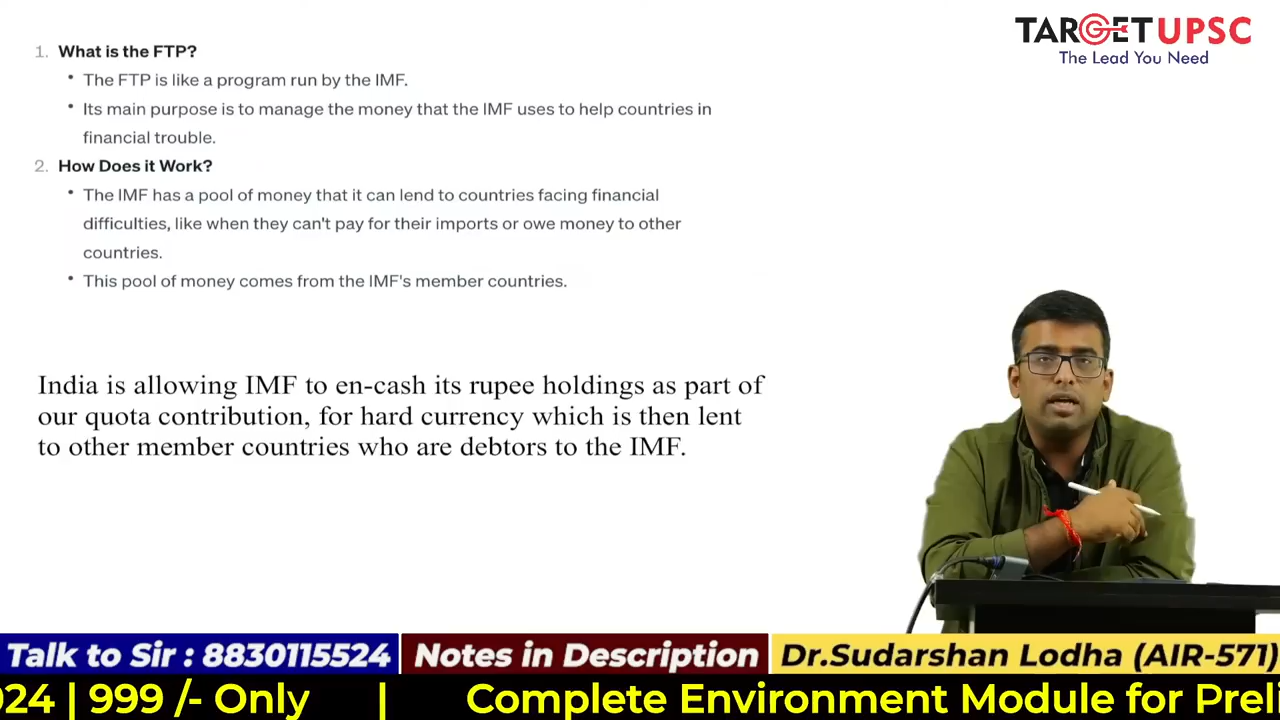 TARGET UPSC
The Lead You Need
1. What is the FTP?
• The FTP is like a program run by the IMF.
• Its main purpose is to manage the money that the IMF uses to help countries in
financial trouble.
2. How Does it Work?
• The IMF has a pool of money that it can lend to countries facing financial
difficulties, like when they can't pay for their imports or owe money to other
countries.
• This pool of money comes from the IMF's member countries.
India is allowing IMF to en-cash its rupee holdings as part of
our quota contribution, for hard currency which is then lent
to other member countries who are debtors to the IMF.
Talk to Sir : 8830115524 Notes in Description Dr.Sudarshan Lodha (AIR-571)
024 | 999 /- Only | Complete Environment Module for Preli